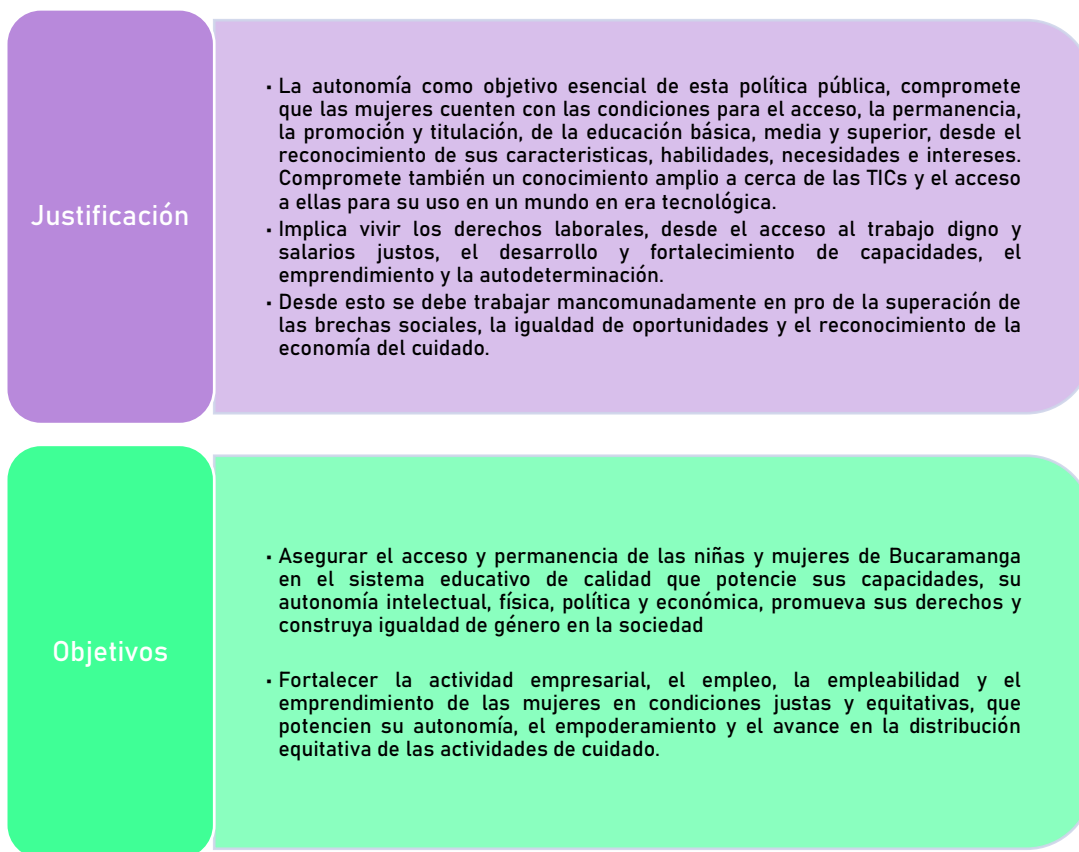 Justificación
· La autonomía como objetivo esencial de esta política pública, compromete
que las mujeres cuenten con las condiciones para el acceso, la permanencia,
la promoción y titulación, de la educación básica, media y superior, desde el
reconocimiento de sus caracteristicas, habilidades, necesidades e intereses.
Compromete también un conocimiento amplio a cerca de las TICs y el acceso
a ellas para su uso en un mundo en era tecnológica.
· Implica vivir los derechos laborales, desde el acceso al trabajo digno y
salarios justos, el desarrollo y fortalecimiento de capacidades, el
emprendimiento y la autodeterminación.
· Desde esto se debe trabajar mancomunadamente en pro de la superación de
las brechas sociales, la igualdad de oportunidades y el reconocimiento de la
economía del cuidado.
Objetivos
· Asegurar el acceso y permanencia de las niñas y mujeres de Bucaramanga
en el sistema educativo de calidad que potencie sus capacidades, su
autonomía intelectual, física, política y económica, promueva sus derechos y
construya igualdad de género en la sociedad
· Fortalecer la actividad empresarial, el empleo, la empleabilidad y el
emprendimiento de las mujeres en condiciones justas y equitativas, que
potencien su autonomía, el empoderamiento y el avance en la distribución
equitativa de las actividades de cuidado.